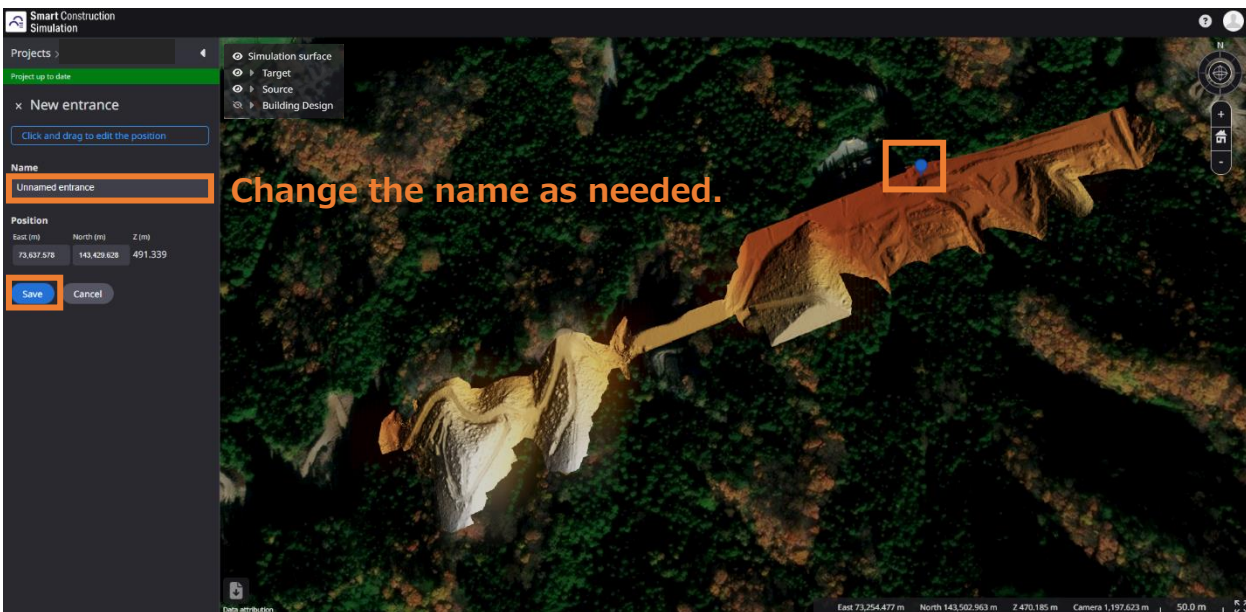 Smart Construction
Simulation
?
Projects >
Project up to date
× New entrance
Click and drag to edit the position
Name
Unnamed entrance
Position
East (m) North (m) Z (m)
73,637.578 143,429.628 491.339
Save Cancel
Simulation surface
Target
Source
Building Design
Change the name as needed.
N
+
-
Data attribution
East 73,254.477 m North 143,502.963 m Z 470.185 m Camera 1,197.623 m 50.0 m